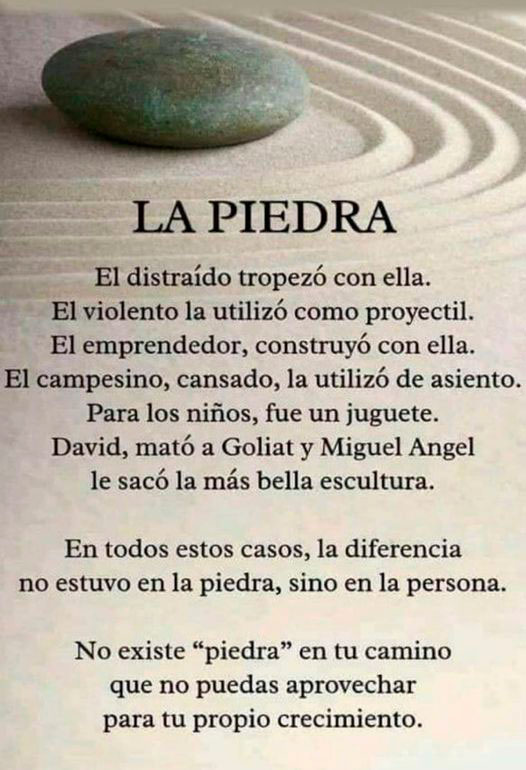 LA PIEDRA
El distraído tropezó con ella.
El violento la utilizó como proyectil.
El emprendedor, construyó con ella.
El campesino, cansado, la utilizó de asiento.
Para los niños, fue un juguete.
David, mató a Goliat y Miguel Angel
le sacó la más bella escultura.
En todos estos casos, la diferencia
no estuvo en la piedra, sino en la persona.
No existe “piedra” en tu camino
que no puedas aprovechar
para tu propio crecimiento.